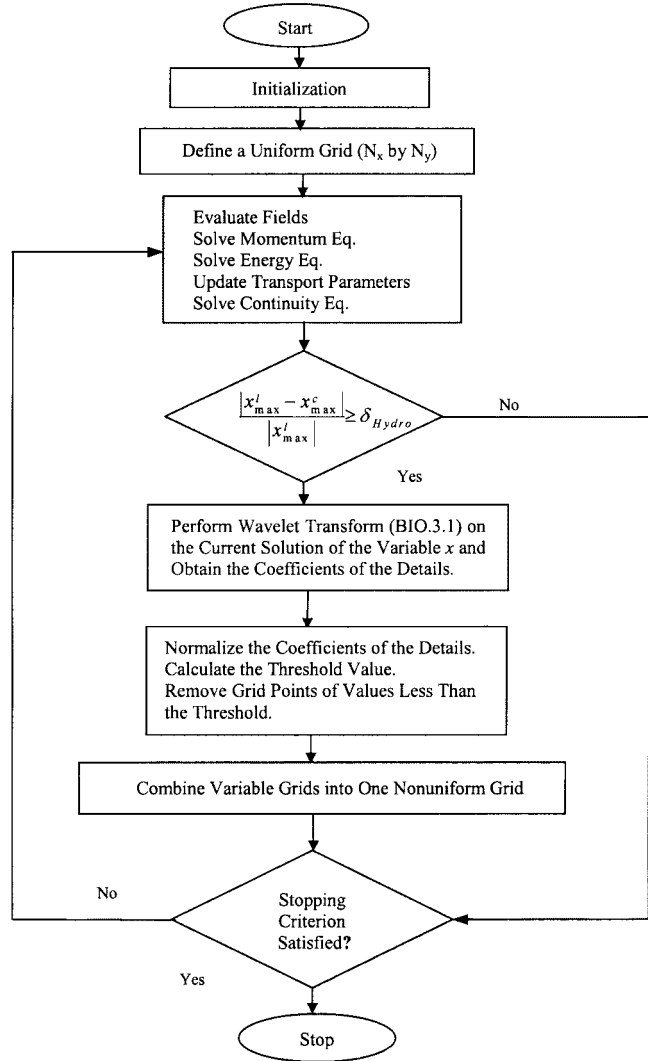 Start
Initialization
Define a Uniform Grid (Nx by Ny)
Evaluate Fields
Solve Momentum Eq.
Solve Energy Eq.
Update Transport Parameters
Solve Continuity Eq.
|x^l_max − x^c_max| / |x^l_max| ≥ δ_Hydro
No
Yes
Perform Wavelet Transform (BIO.3.1) on
the Current Solution of the Variable x and
Obtain the Coefficients of the Details.
Normalize the Coefficients of the Details.
Calculate the Threshold Value.
Remove Grid Points of Values Less Than
the Threshold.
Combine Variable Grids into One Nonuniform Grid
No
Stopping
Criterion
Satisfied?
Yes
Stop